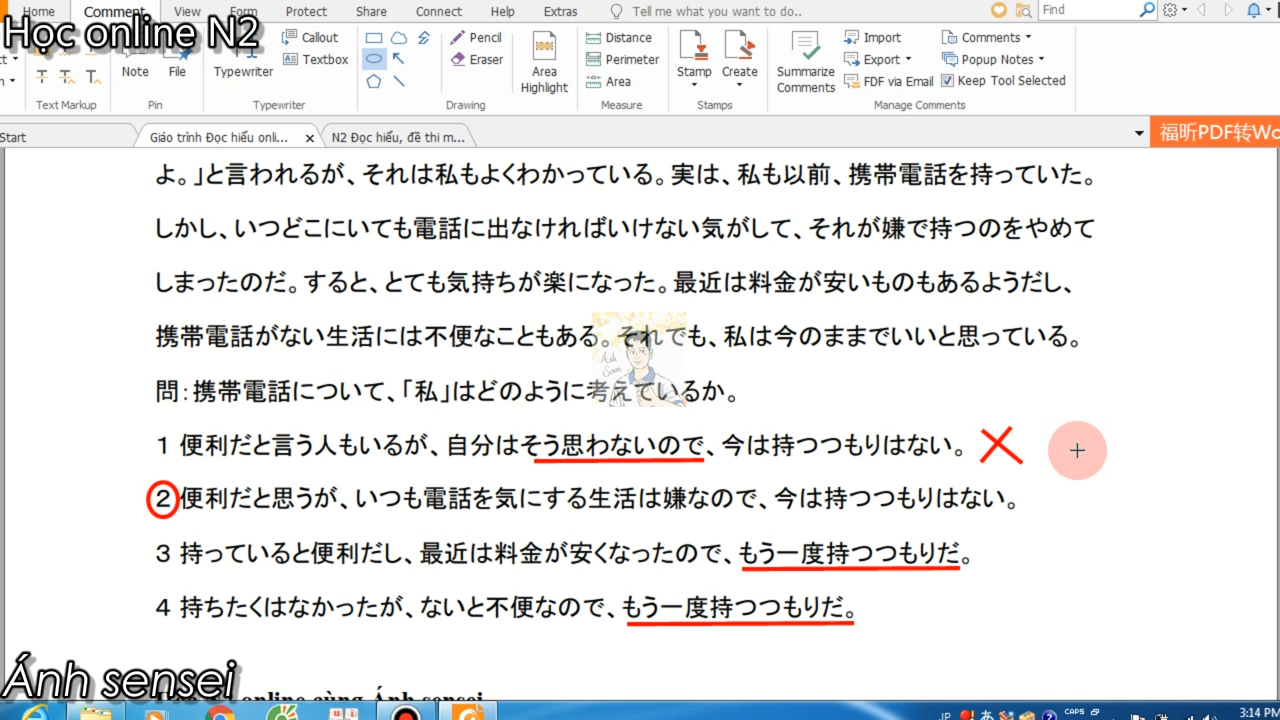 Home Comment View Form Protect Share Connect Help Extras Tell me what you want to do.. Find
Học online N2
Callout Pencil Distance Import Comments
Note File Typewriter Textbox Eraser Area Highlight Perimeter Stamp Create Summarize Comments Export Popup Notes
Area FDF via Email Keep Tool Selected
Text Markup Pin Typewriter Drawing Measure Stamps Manage Comments
Start Giáo trình Đọc hiểu onli... N2 Đọc hiểu, đề thi m... 福昕PDF转Wo
よ。」と言われるが、それは私もよくわかっている。実は、私も以前、携帯電話を持っていた。
しかし、いつどこにいても電話に出なければいけない気がして、それが嫌で持つのをやめて
しまったのだ。すると、とても気持ちが楽になった。最近は料金が安いものもあるようだし、
携帯電話がない生活には不便なこともある。それでも、私は今のままでいいと思っている。
Ánh
Sensei
問：携帯電話について、「私」はどのように考えているか。
１ 便利だと言う人もいるが、自分はそう思わないので、今は持つつもりはない。
２ 便利だと思うが、いつも電話を気にする生活は嫌なので、今は持つつもりはない。
３ 持っていると便利だし、最近は料金が安くなったので、もう一度持つつもりだ。
４ 持ちたくはなかったが、ないと不便なので、もう一度持つつもりだ。
Ánh sensei
online cùng Ánh sensei
JP あ CAPS 3:14 PM